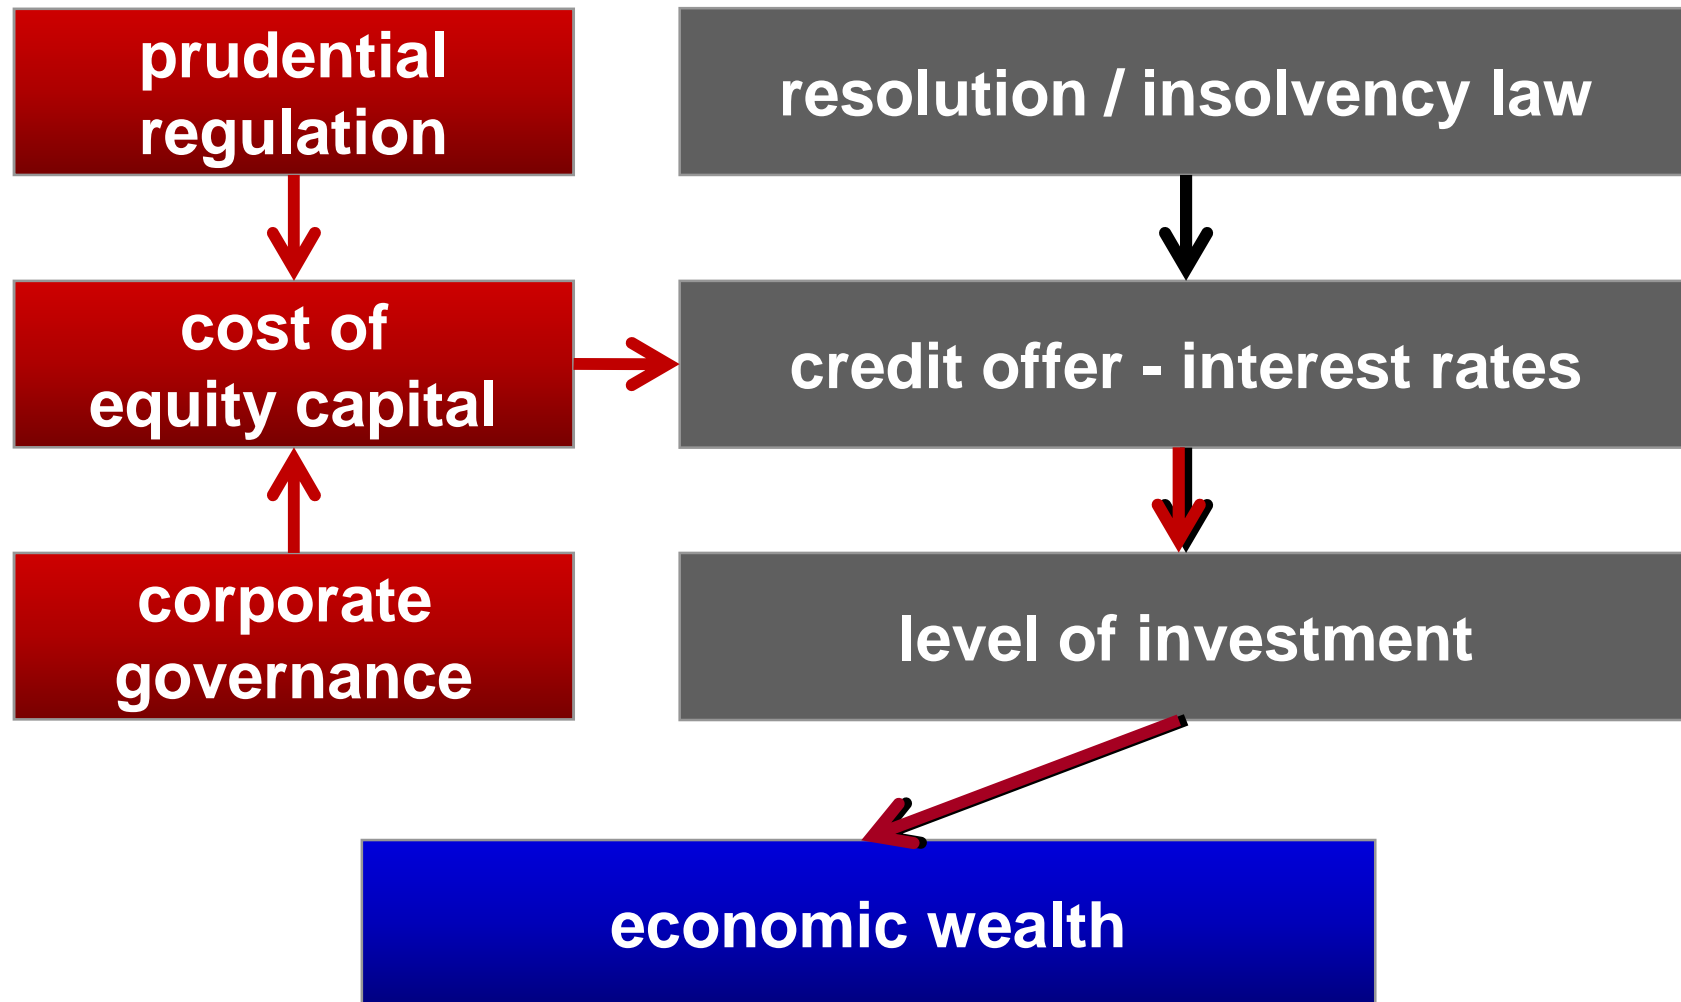 prudential
regulation
resolution / insolvency law
cost of
equity capital
credit offer - interest rates
corporate
governance
level of investment
economic wealth